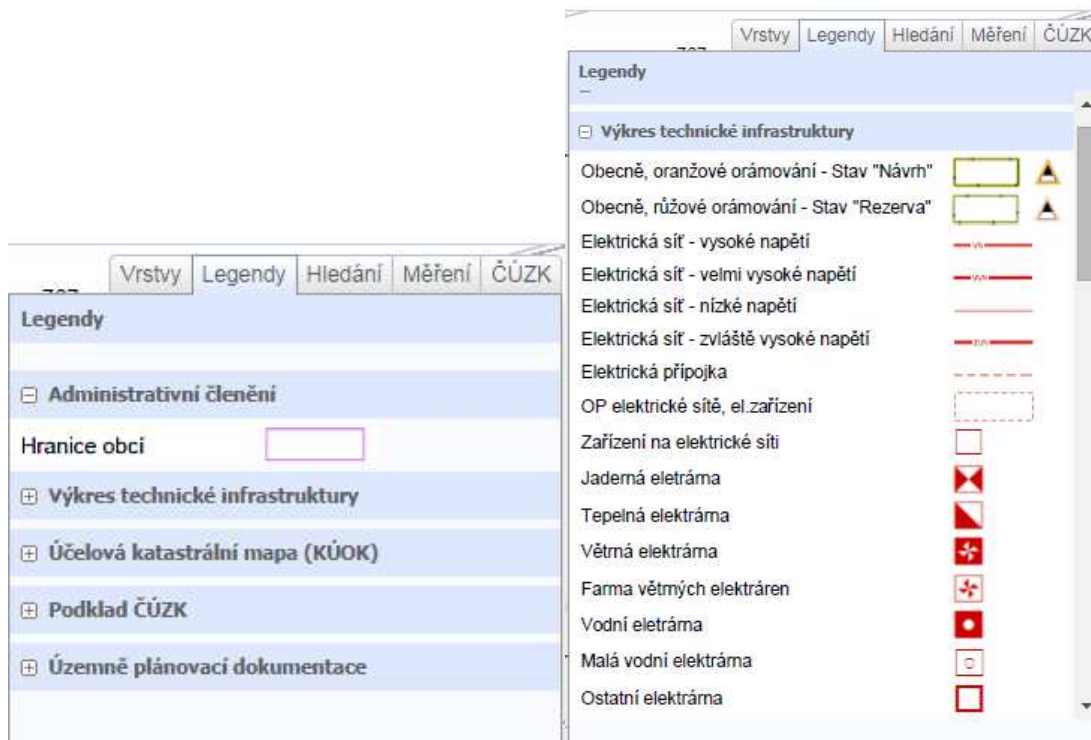 Vrstvy Legendy Hledání Měření ČÚZK
Legendy
Administrativní členění
Hranice obcí
Výkres technické infrastruktury
Účelová katastrální mapa (KÚOK)
Podklad ČÚZK
Územně plánovací dokumentace
Vrstvy Legendy Hledání Měření ČÚZK
Legendy
Výkres technické infrastruktury
Obecně, oranžové orámování - Stav "Návrh"
Obecně, růžové orámování - Stav "Rezerva"
Elektrická síť - vysoké napětí
Elektrická síť - velmi vysoké napětí
Elektrická síť - nízké napětí
Elektrická síť - zvláště vysoké napětí
Elektrická přípojka
OP elektrické sítě, el.zařízení
Zařízení na elektrické síti
Jaderná eletrárna
Tepelná elektrárna
Větrná elektrárna
Farma větrných elektráren
Vodní eletrárna
Malá vodní elektrárna
Ostatní elektrárna